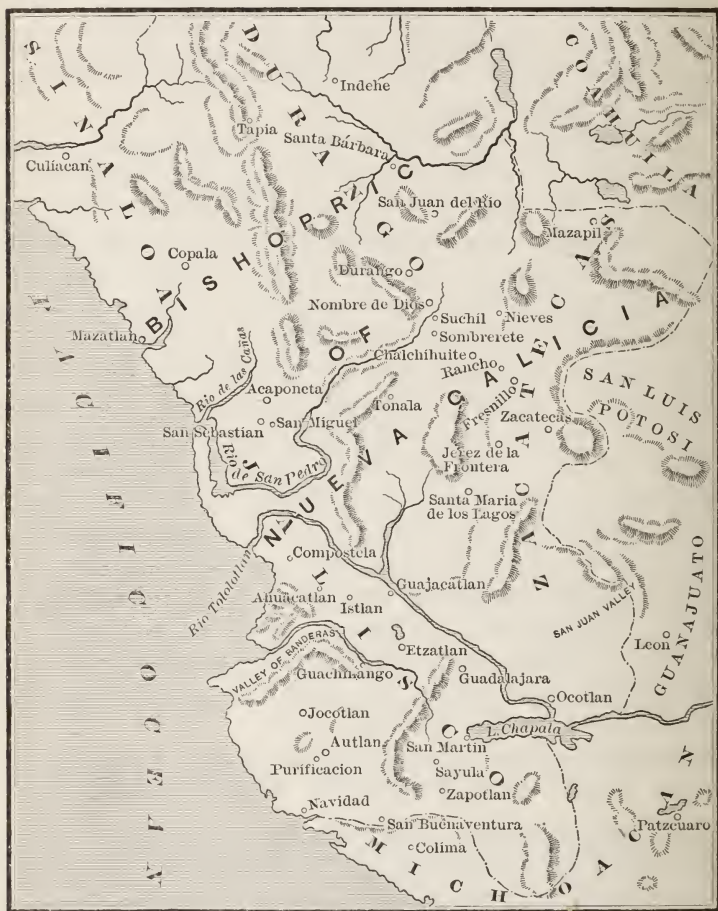 SINALOA
DURANGO
COAHUILA
Indehe
Tapia
Santa Bárbara
Culiacan
San Juan del Rio
Mazapil
BISHOPRIC OF NUEVA GALICIA
Copala
Durango
Nombre de Dios
Suchil
Nieves
Mazatlan
Sombrerete
Chalchihuite
Rio de las Cañas
Rancho
Acaponeta
Tonala
Fresnillo
ZACATECAS
SAN LUIS
POTOSI
San Sebastian
San Miguel
Zacatecas
Rio
de San Pedro
Jerez de la
Frontera
Santa Maria
de los Lagos
PACIFIC OCEAN
JALISCO
Compostela
Rio Tololotlan
Guajacatlan
Ahuacatlan
Istlan
SAN JUAN VALLEY
GUANAJUATO
Leon
Etzatlan
VALLEY OF BANDERAS
Guachinango
Guadalajara
Ocotlan
Jocotlan
L. Chapala
Autlan
San Martin
Purificacion
Sayula
Zapotlan
Navidad
San Buenaventura
Patzcuaro
Colima
MICHOACAN